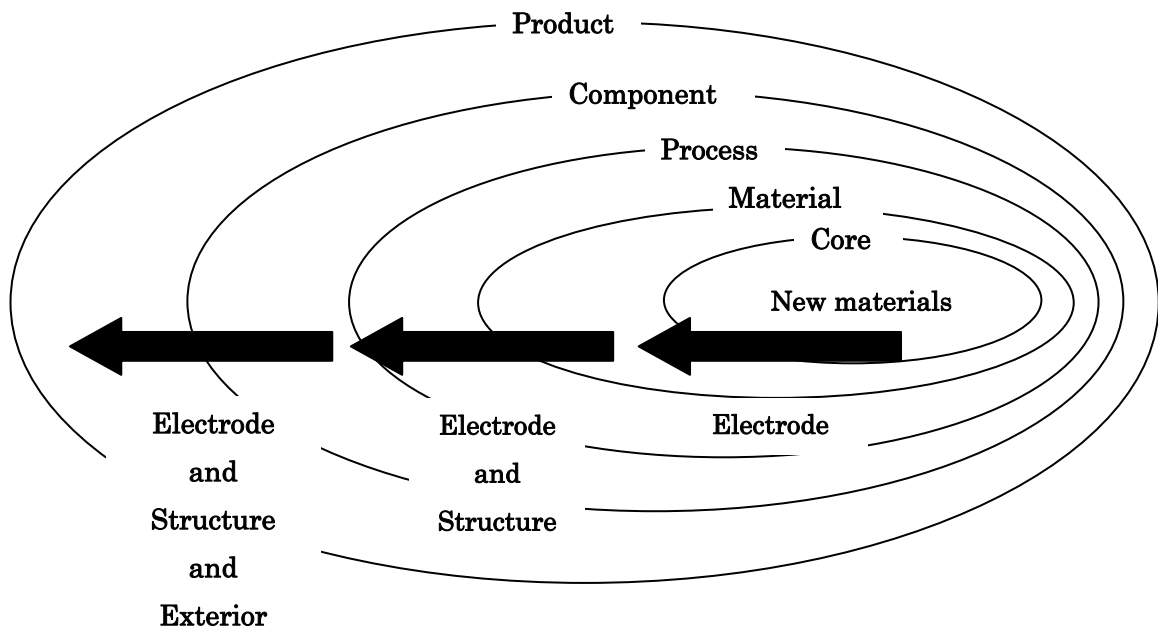 Product
Component
Process
Material
Core
New materials
Electrode
and
Structure
and
Exterior
Electrode
and
Structure
Electrode